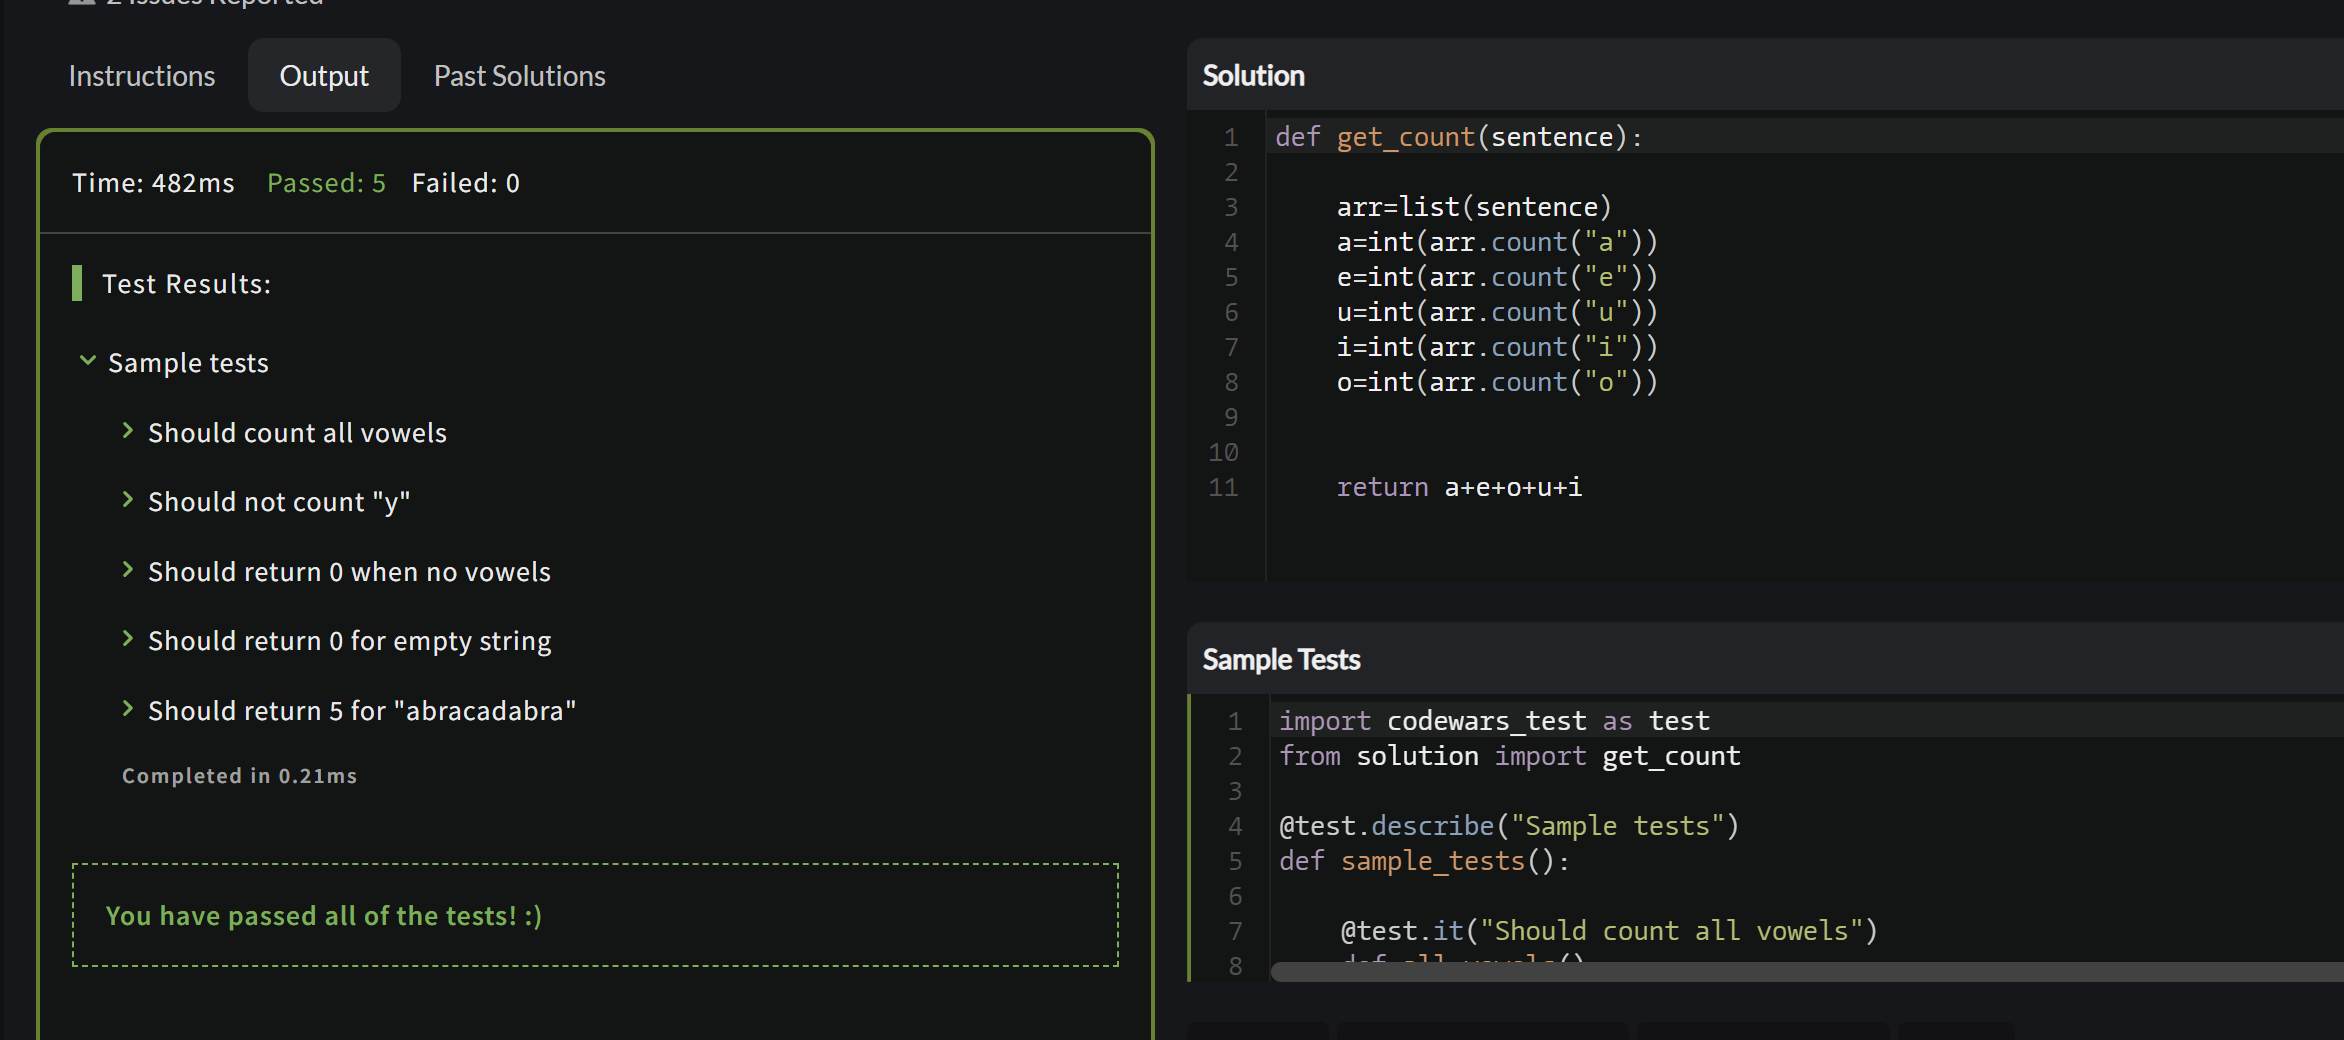 2 Issues Reported
Instructions
Output
Past Solutions
Time: 482ms Passed: 5 Failed: 0
Test Results:
Sample tests
Should count all vowels
Should not count "y"
Should return 0 when no vowels
Should return 0 for empty string
Should return 5 for "abracadabra"
Completed in 0.21ms
You have passed all of the tests! :)
Solution
1 def get_count(sentence):
2
3     arr=list(sentence)
4     a=int(arr.count("a"))
5     e=int(arr.count("e"))
6     u=int(arr.count("u"))
7     i=int(arr.count("i"))
8     o=int(arr.count("o"))
9
10
11     return a+e+o+u+i
Sample Tests
1 import codewars_test as test
2 from solution import get_count
3
4 @test.describe("Sample tests")
5 def sample_tests():
6
7     @test.it("Should count all vowels")
8     def all_vowels()